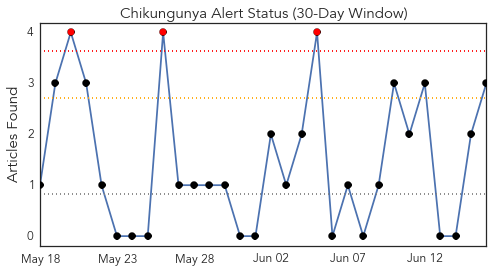 Chikungunya Alert Status (30-Day Window)
Articles Found
4
3
2
1
0
May 18
May 23
May 28
Jun 02
Jun 07
Jun 12